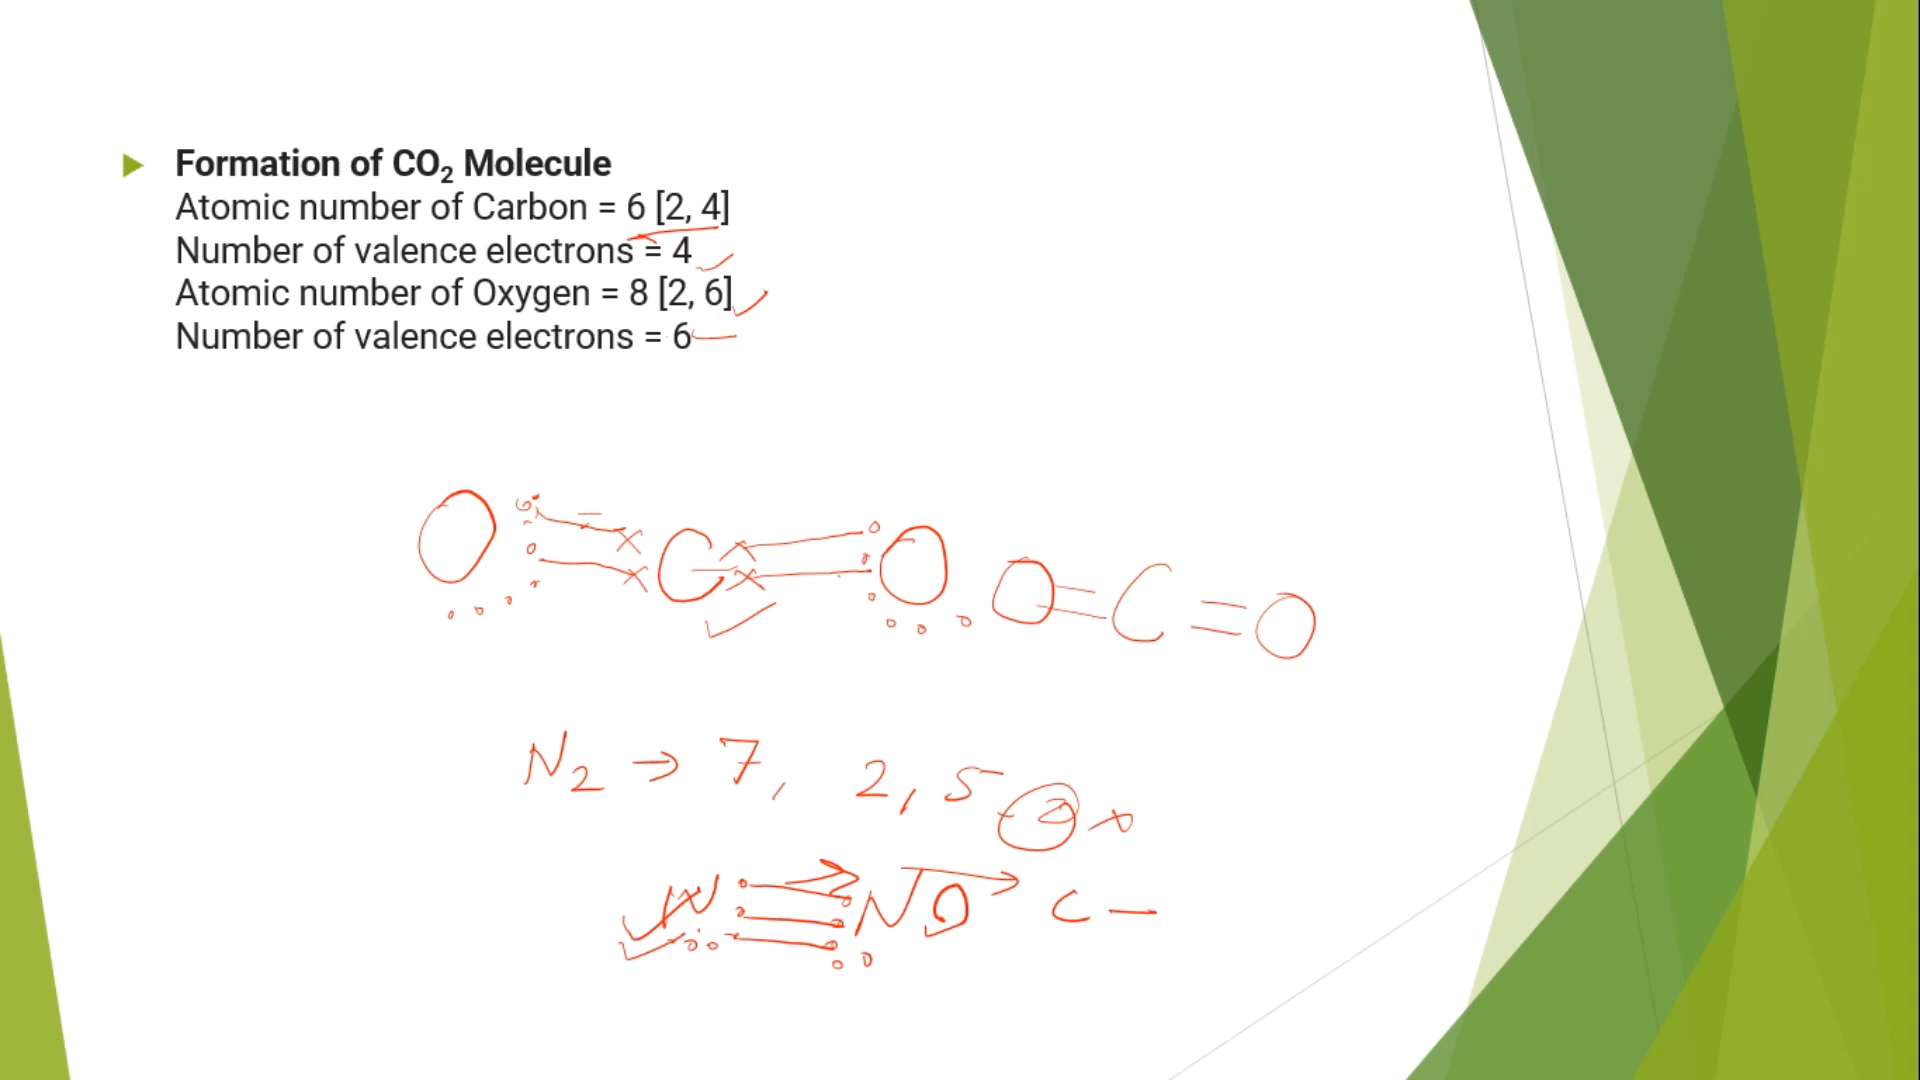 Formation of CO₂ Molecule
Atomic number of Carbon = 6 [2, 4]
Number of valence electrons = 4
Atomic number of Oxygen = 8 [2, 6]
Number of valence electrons = 6
O C O O = C = O
N₂ → 7, 2, 5
N N C -